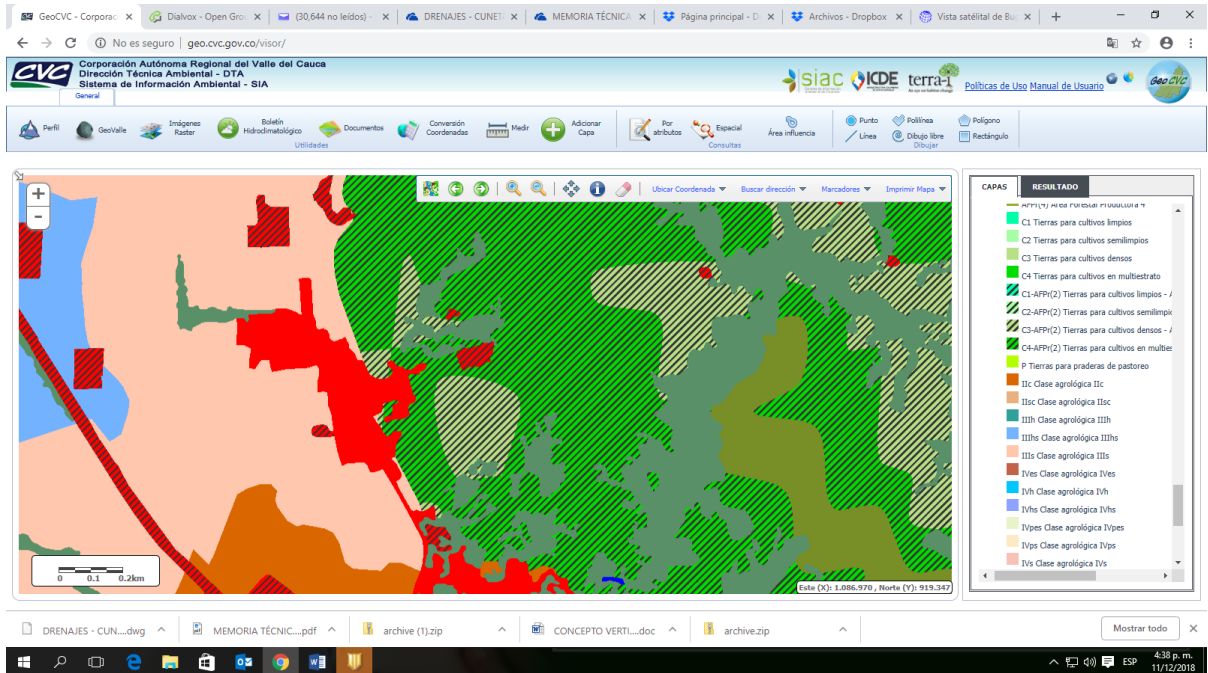 GeoCVC - Corporac
Dialvox - Open Grou
(30,644 no leídos) -
DRENAJES - CUNET
MEMORIA TÉCNICA
Página principal - D
Archivos - Dropbox
Vista satélital de Bu
No es seguro | geo.cvc.gov.co/visor/
CVC
Corporación Autónoma Regional del Valle del Cauca
Dirección Técnica Ambiental - DTA
Sistema de Información Ambiental - SIA
General
siac
ICDE
terra-i
Políticas de Uso Manual de Usuario
Geo CVC
Perfil
GeoValle
Imágenes Raster
Boletín Hidroclimatológico
Documentos
Conversión Coordenadas
Medir
Adicionar Capa
Utilidades
Por atributos
Espacial
Área influencia
Consultas
Punto
Polilínea
Polígono
Línea
Dibujo libre
Rectángulo
Dibujar
Ubicar Coordenada
Buscar dirección
Marcadores
Imprimir Mapa
0 0.1 0.2km
Este (X): 1.086.970 , Norte (Y): 919.347
CAPAS
RESULTADO
APPr(4) Área Forestal Productora 4
C1 Tierras para cultivos limpios
C2 Tierras para cultivos semilimpios
C3 Tierras para cultivos densos
C4 Tierras para cultivos en multiestrato
C1-AFPr(2) Tierras para cultivos limpios - A
C2-AFPr(2) Tierras para cultivos semilimpio
C3-AFPr(2) Tierras para cultivos densos - A
C4-AFPr(2) Tierras para cultivos en multies
P Tierras para praderas de pastoreo
IIc Clase agrológica IIc
IIsc Clase agrológica IIsc
IIIh Clase agrológica IIIh
IIIhs Clase agrológica IIIhs
IIIs Clase agrológica IIIs
IVes Clase agrológica IVes
IVh Clase agrológica IVh
IVhs Clase agrológica IVhs
IVpes Clase agrológica IVpes
IVps Clase agrológica IVps
IVs Clase agrológica IVs
DRENAJES - CUN....dwg
MEMORIA TÉCNIC....pdf
archive (1).zip
CONCEPTO VERTI....doc
archive.zip
Mostrar todo
ESP
4:38 p. m.
11/12/2018